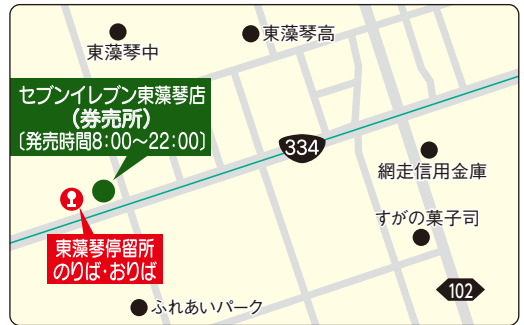 東藻琴中
東藻琴高
セブンイレブン東藻琴店
(券売所)
〔発売時間8:00〜22:00〕
334
網走信用金庫
すがの菓子司
東藻琴停留所
のりば・おりば
102
ふれあいパーク